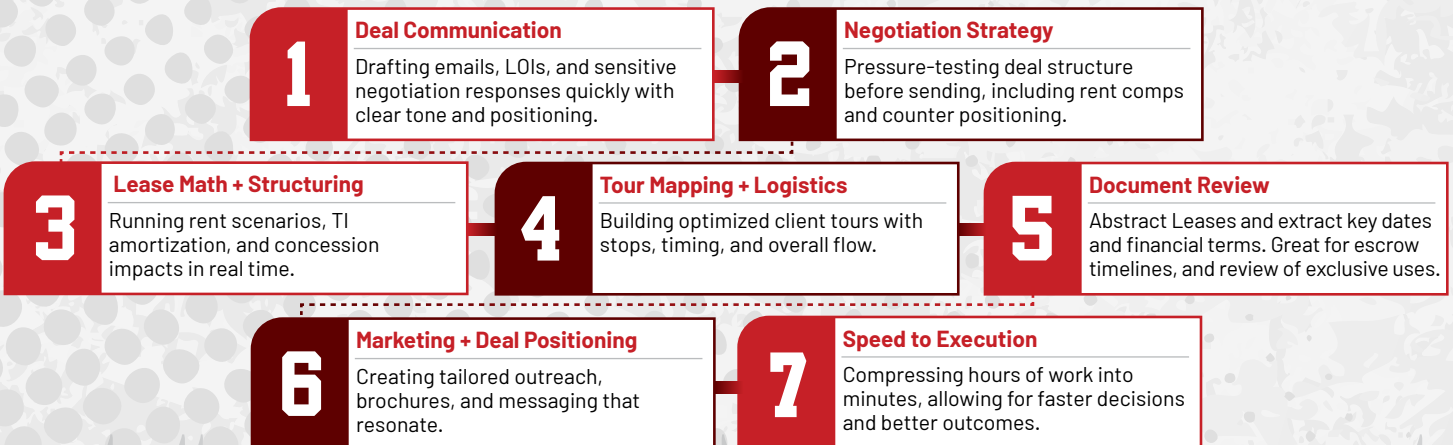 1
Deal Communication
Drafting emails, LOIs, and sensitive
negotiation responses quickly with
clear tone and positioning.
2
Negotiation Strategy
Pressure-testing deal structure
before sending, including rent comps
and counter positioning.
3
Lease Math + Structuring
Running rent scenarios, TI
amortization, and concession
impacts in real time.
4
Tour Mapping + Logistics
Building optimized client tours with
stops, timing, and overall flow.
5
Document Review
Abstract Leases and extract key dates
and financial terms. Great for escrow
timelines, and review of exclusive uses.
6
Marketing + Deal Positioning
Creating tailored outreach,
brochures, and messaging that
resonate.
7
Speed to Execution
Compressing hours of work into
minutes, allowing for faster decisions
and better outcomes.